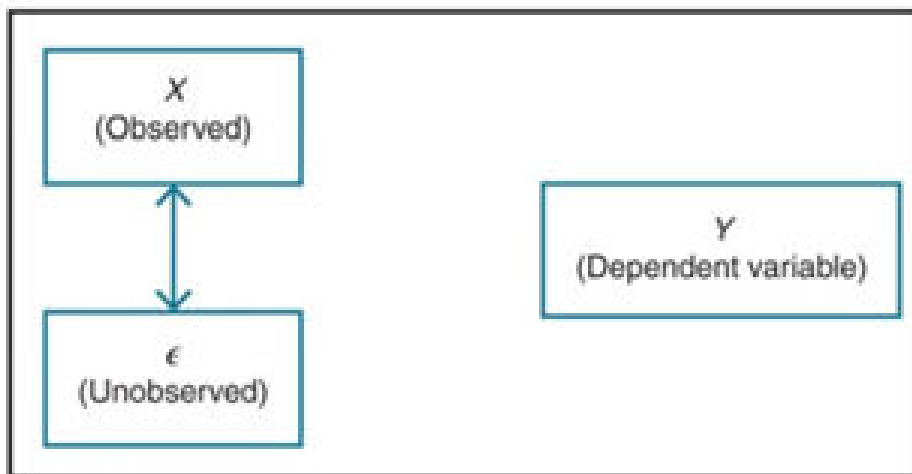 X
(Observed)
Y
(Dependent variable)
ϵ
(Unobserved)